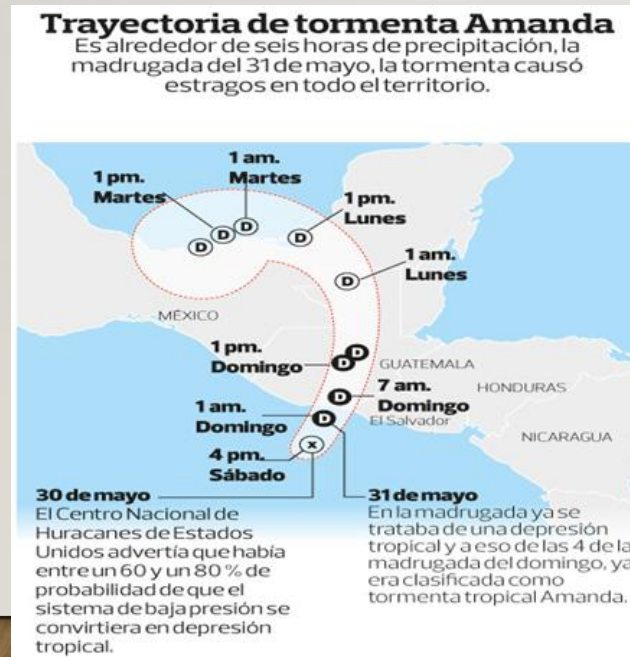 Trayectoria de tormenta Amanda
Es alrededor de seis horas de precipitación, la
madrugada del 31 de mayo, la tormenta causó
estragos en todo el territorio.
1 am.
Martes
1 pm.
Martes
1 pm.
Lunes
D
D
D
D
1 am.
Lunes
D
MÉXICO
1 pm.
Domingo
D
D
GUATEMALA
7 am.
Domingo
D
HONDURAS
1 am.
Domingo
D
El Salvador
NICARAGUA
4 pm.
Sábado
x
30 de mayo
El Centro Nacional de
Huracanes de Estados
Unidos advertía que había
entre un 60 y un 80 % de
probabilidad de que el
sistema de baja presión se
convirtiera en depresión
tropical.
31 de mayo
En la madrugada ya se
trataba de una depresión
tropical y a eso de las 4 de la
madrugada del domingo, ya
era clasificada como
tormenta tropical Amanda.